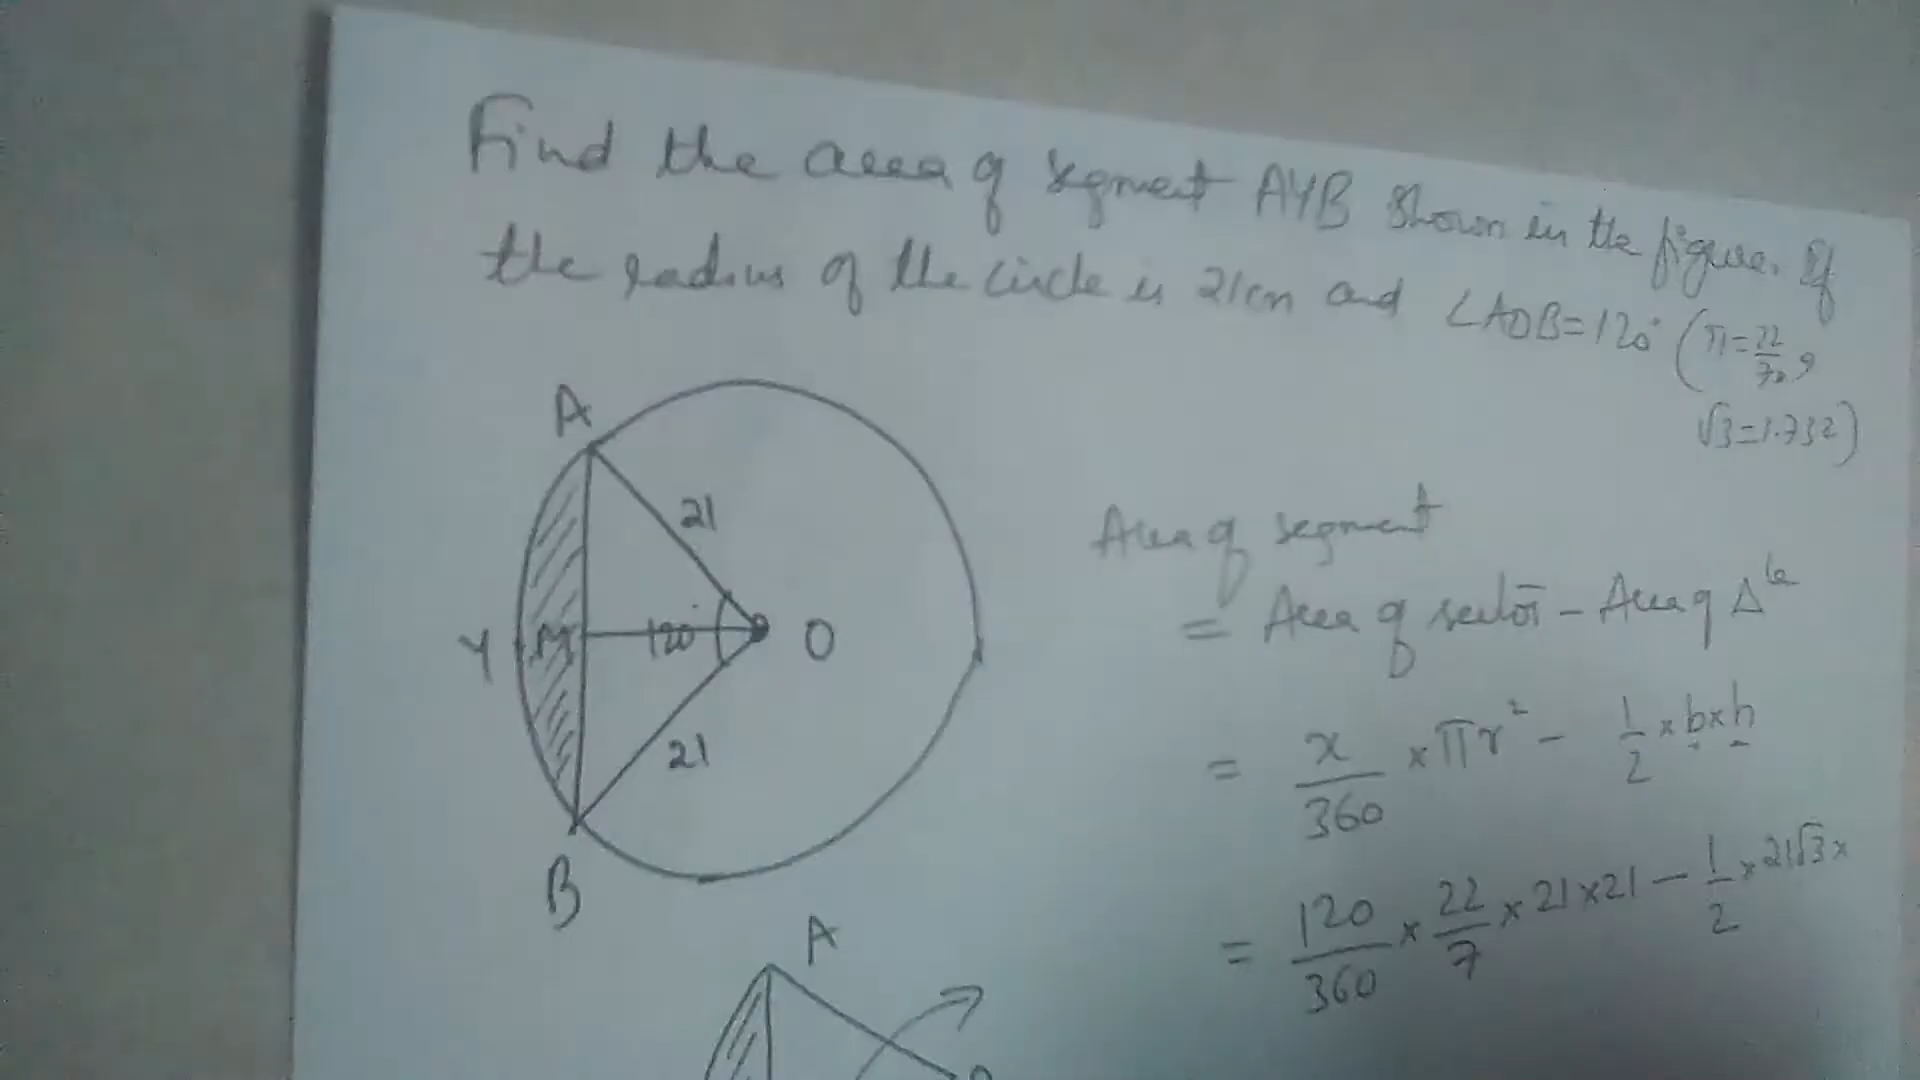 Find the area of segment AYB shown in the figure. If
the radius of the circle is 21cm and ∠AOB=120° (π=22/7,
√3=1.732)
A
21
Y M 120° O
21
B
Area of segment
= Area of sector - Area of Δle
= x/360 × πr² - 1/2 × b×h
= 120/360 × 22/7 × 21×21 - 1/2 × 21√3 ×
A